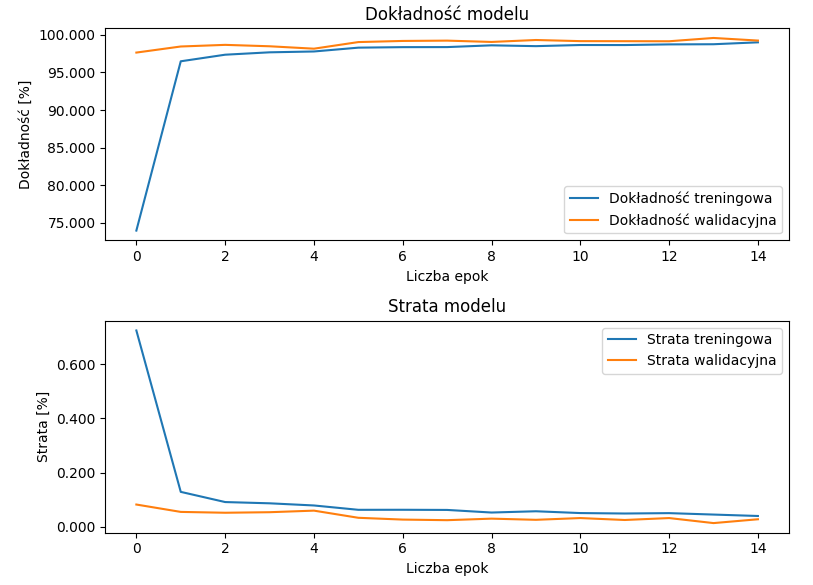 Dokładność modelu
Dokładność [%]
100.000
95.000
90.000
85.000
80.000
75.000
Dokładność treningowa
Dokładność walidacyjna
0 2 4 6 8 10 12 14
Liczba epok
Strata modelu
Strata [%]
0.600
0.400
0.200
0.000
Strata treningowa
Strata walidacyjna
0 2 4 6 8 10 12 14
Liczba epok